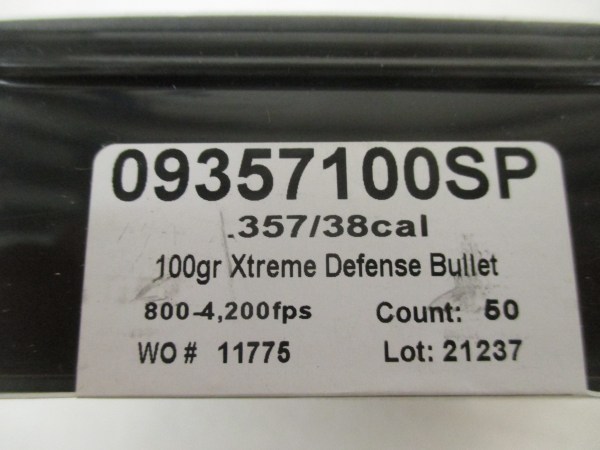 09357100SP
.357/38cal
100gr Xtreme Defense Bullet
800-4,200fps Count: 50
WO# 11775 Lot: 21237